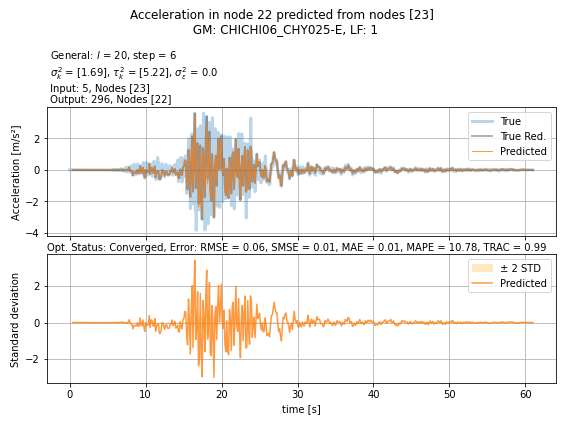 Acceleration in node 22 predicted from nodes [23]
GM: CHICHI06_CHY025-E, LF: 1
General: l = 20, step = 6
σ²ₖ = [1.69], τ²ₖ = [5.22], σ²ε = 0.0
Input: 5, Nodes [23]
Output: 296, Nodes [22]
True
True Red.
Predicted
Acceleration [m/s²]
2
0
−2
−4
Opt. Status: Converged, Error: RMSE = 0.06, SMSE = 0.01, MAE = 0.01, MAPE = 10.78, TRAC = 0.99
± 2 STD
Predicted
Standard deviation
2
0
−2
0 10 20 30 40 50 60
time [s]